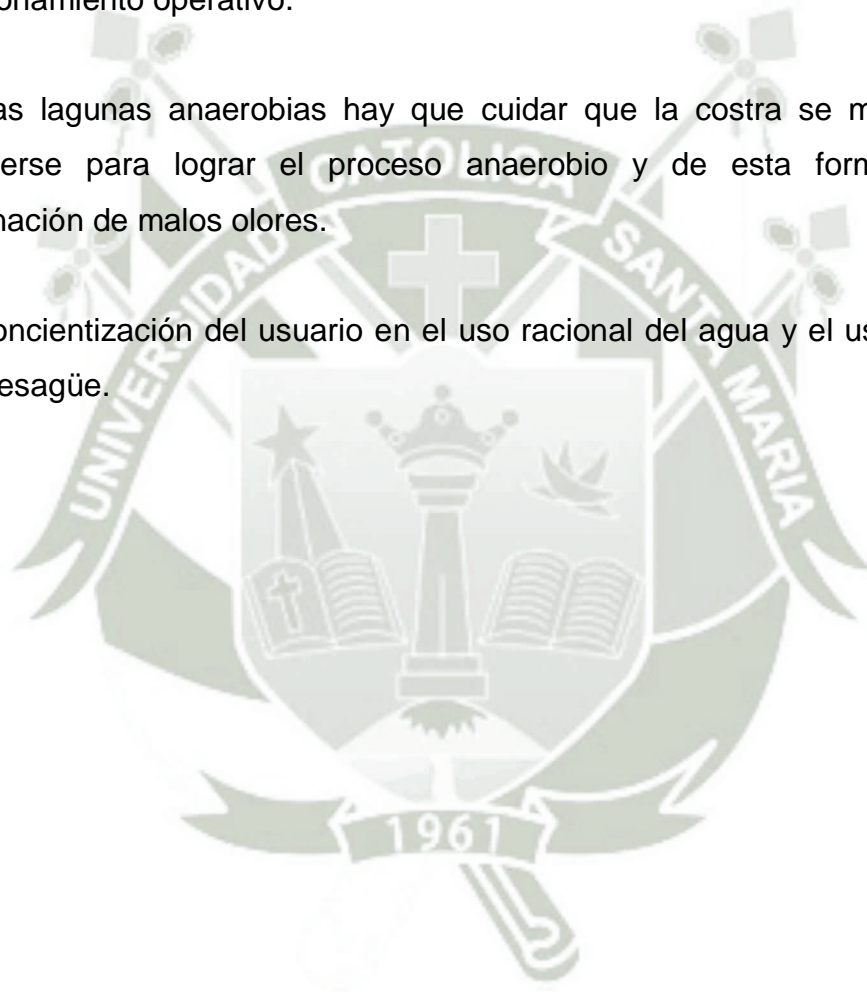 onamiento operativo.
as lagunas anaerobias hay que cuidar que la costra se m
erse para lograr el proceso anaerobio y de esta forn
nación de malos olores.
oncientización del usuario en el uso racional del agua y el us
esagüe.
UNIVERSIDAD CATOLICA SANTA MARIA
1961